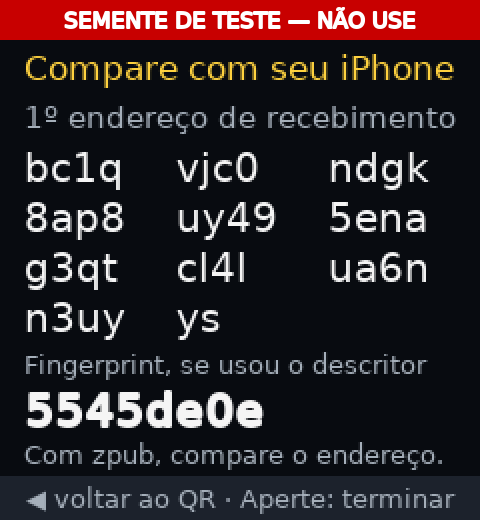 SEMENTE DE TESTE — NÃO USE
Compare com seu iPhone
1º endereço de recebimento
bc1q vjc0 ndgk
8ap8 uy49 5ena
g3qt cl4l ua6n
n3uy ys
Fingerprint, se usou o descritor
5545de0e
Com zpub, compare o endereço.
◀ voltar ao QR · Aperte: terminar